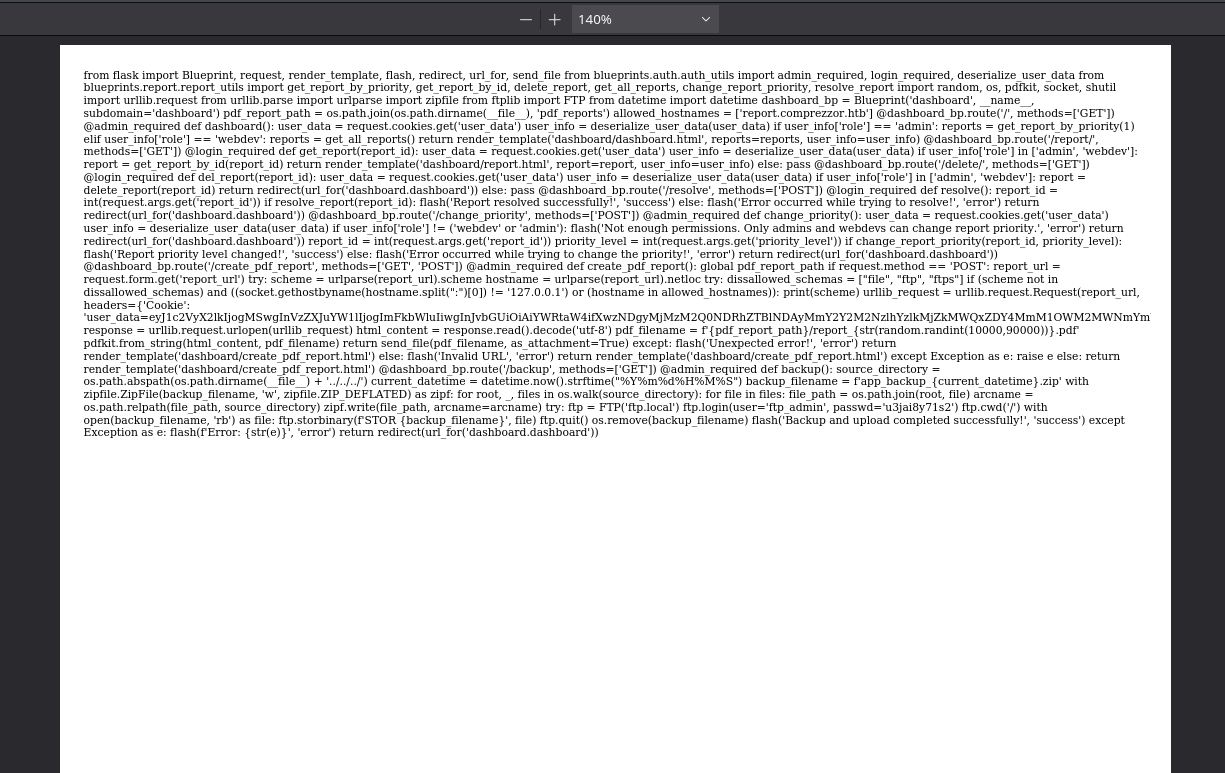 140%
from flask import Blueprint, request, render_template, flash, redirect, url_for, send_file from blueprints.auth.auth_utils import admin_required, login_required, deserialize_user_data from
blueprints.report.report_utils import get_report_by_priority, get_report_by_id, delete_report, get_all_reports, change_report_priority, resolve_report import random, os, pdfkit, socket, shutil
import urllib.request from urllib.parse import urlparse import zipfile from ftplib import FTP from datetime import datetime dashboard_bp = Blueprint('dashboard', __name__,
subdomain='dashboard') pdf_report_path = os.path.join(os.path.dirname(__file__), 'pdf_reports') allowed_hostnames = ['report.comprezzor.htb'] @dashboard_bp.route('/', methods=['GET'])
@admin_required def dashboard(): user_data = request.cookies.get('user_data') user_info = deserialize_user_data(user_data) if user_info['role'] == 'admin': reports = get_report_by_priority(1)
elif user_info['role'] == 'webdev': reports = get_all_reports() return render_template('dashboard/dashboard.html', reports=reports, user_info=user_info) @dashboard_bp.route('/report/',
methods=['GET']) @login_required def get_report(report_id): user_data = request.cookies.get('user_data') user_info = deserialize_user_data(user_data) if user_info['role'] in ['admin', 'webdev']:
report = get_report_by_id(report_id) return render_template('dashboard/report.html', report=report, user_info=user_info) else: pass @dashboard_bp.route('/delete/', methods=['GET'])
@login_required def del_report(report_id): user_data = request.cookies.get('user_data') user_info = deserialize_user_data(user_data) if user_info['role'] in ['admin', 'webdev']: report =
delete_report(report_id) return redirect(url_for('dashboard.dashboard')) else: pass @dashboard_bp.route('/resolve', methods=['POST']) @login_required def resolve(): report_id =
int(request.args.get('report_id')) if resolve_report(report_id): flash('Report resolved successfully!', 'success') else: flash('Error occurred while trying to resolve!', 'error') return
redirect(url_for('dashboard.dashboard')) @dashboard_bp.route('/change_priority', methods=['POST']) @admin_required def change_priority(): user_data = request.cookies.get('user_data')
user_info = deserialize_user_data(user_data) if user_info['role'] != ('webdev' or 'admin'): flash('Not enough permissions. Only admins and webdevs can change report priority.', 'error') return
redirect(url_for('dashboard.dashboard')) report_id = int(request.args.get('report_id')) priority_level = int(request.args.get('priority_level')) if change_report_priority(report_id, priority_level):
flash('Report priority level changed!', 'success') else: flash('Error occurred while trying to change the priority!', 'error') return redirect(url_for('dashboard.dashboard'))
@dashboard_bp.route('/create_pdf_report', methods=['GET', 'POST']) @admin_required def create_pdf_report(): global pdf_report_path if request.method == 'POST': report_url =
request.form.get('report_url') try: scheme = urlparse(report_url).scheme hostname = urlparse(report_url).netloc try: dissallowed_schemas = ["file", "ftp", "ftps"] if (scheme not in
dissallowed_schemas) and ((socket.gethostbyname(hostname.split(":")[0]) != '127.0.0.1') or (hostname in allowed_hostnames)): print(scheme) urllib_request = urllib.request.Request(report_url,
headers={'Cookie':
'user_data=eyJ1c2VyX2lkIjogMSwgInVzZXJuYW1lIjogImFkbWluIiwgInJvbGUiOiAiYWRtaW4ifXwzNDgyMjMzM2Q0NDRhZTBlNDAyMmY2Y2M2NzlhYzlkMjZkMWQxZDY4MmM1OWM2MWNmYm
response = urllib.request.urlopen(urllib_request) html_content = response.read().decode('utf-8') pdf_filename = f'{pdf_report_path}/report_{str(random.randint(10000,90000))}.pdf'
pdfkit.from_string(html_content, pdf_filename) return send_file(pdf_filename, as_attachment=True) except: flash('Unexpected error!', 'error') return
render_template('dashboard/create_pdf_report.html') else: flash('Invalid URL', 'error') return render_template('dashboard/create_pdf_report.html') except Exception as e: raise e else: return
render_template('dashboard/create_pdf_report.html') @dashboard_bp.route('/backup', methods=['GET']) @admin_required def backup(): source_directory =
os.path.abspath(os.path.dirname(__file__) + '../../../') current_datetime = datetime.now().strftime("%Y%m%d%H%M%S") backup_filename = f'app_backup_{current_datetime}.zip' with
zipfile.ZipFile(backup_filename, 'w', zipfile.ZIP_DEFLATED) as zipf: for root, _, files in os.walk(source_directory): for file in files: file_path = os.path.join(root, file) arcname =
os.path.relpath(file_path, source_directory) zipf.write(file_path, arcname=arcname) try: ftp = FTP('ftp.local') ftp.login(user='ftp_admin', passwd='u3jai8y71s2') ftp.cwd('/') with
open(backup_filename, 'rb') as file: ftp.storbinary(f'STOR {backup_filename}', file) ftp.quit() os.remove(backup_filename) flash('Backup and upload completed successfully!', 'success') except
Exception as e: flash(f'Error: {str(e)}', 'error') return redirect(url_for('dashboard.dashboard'))